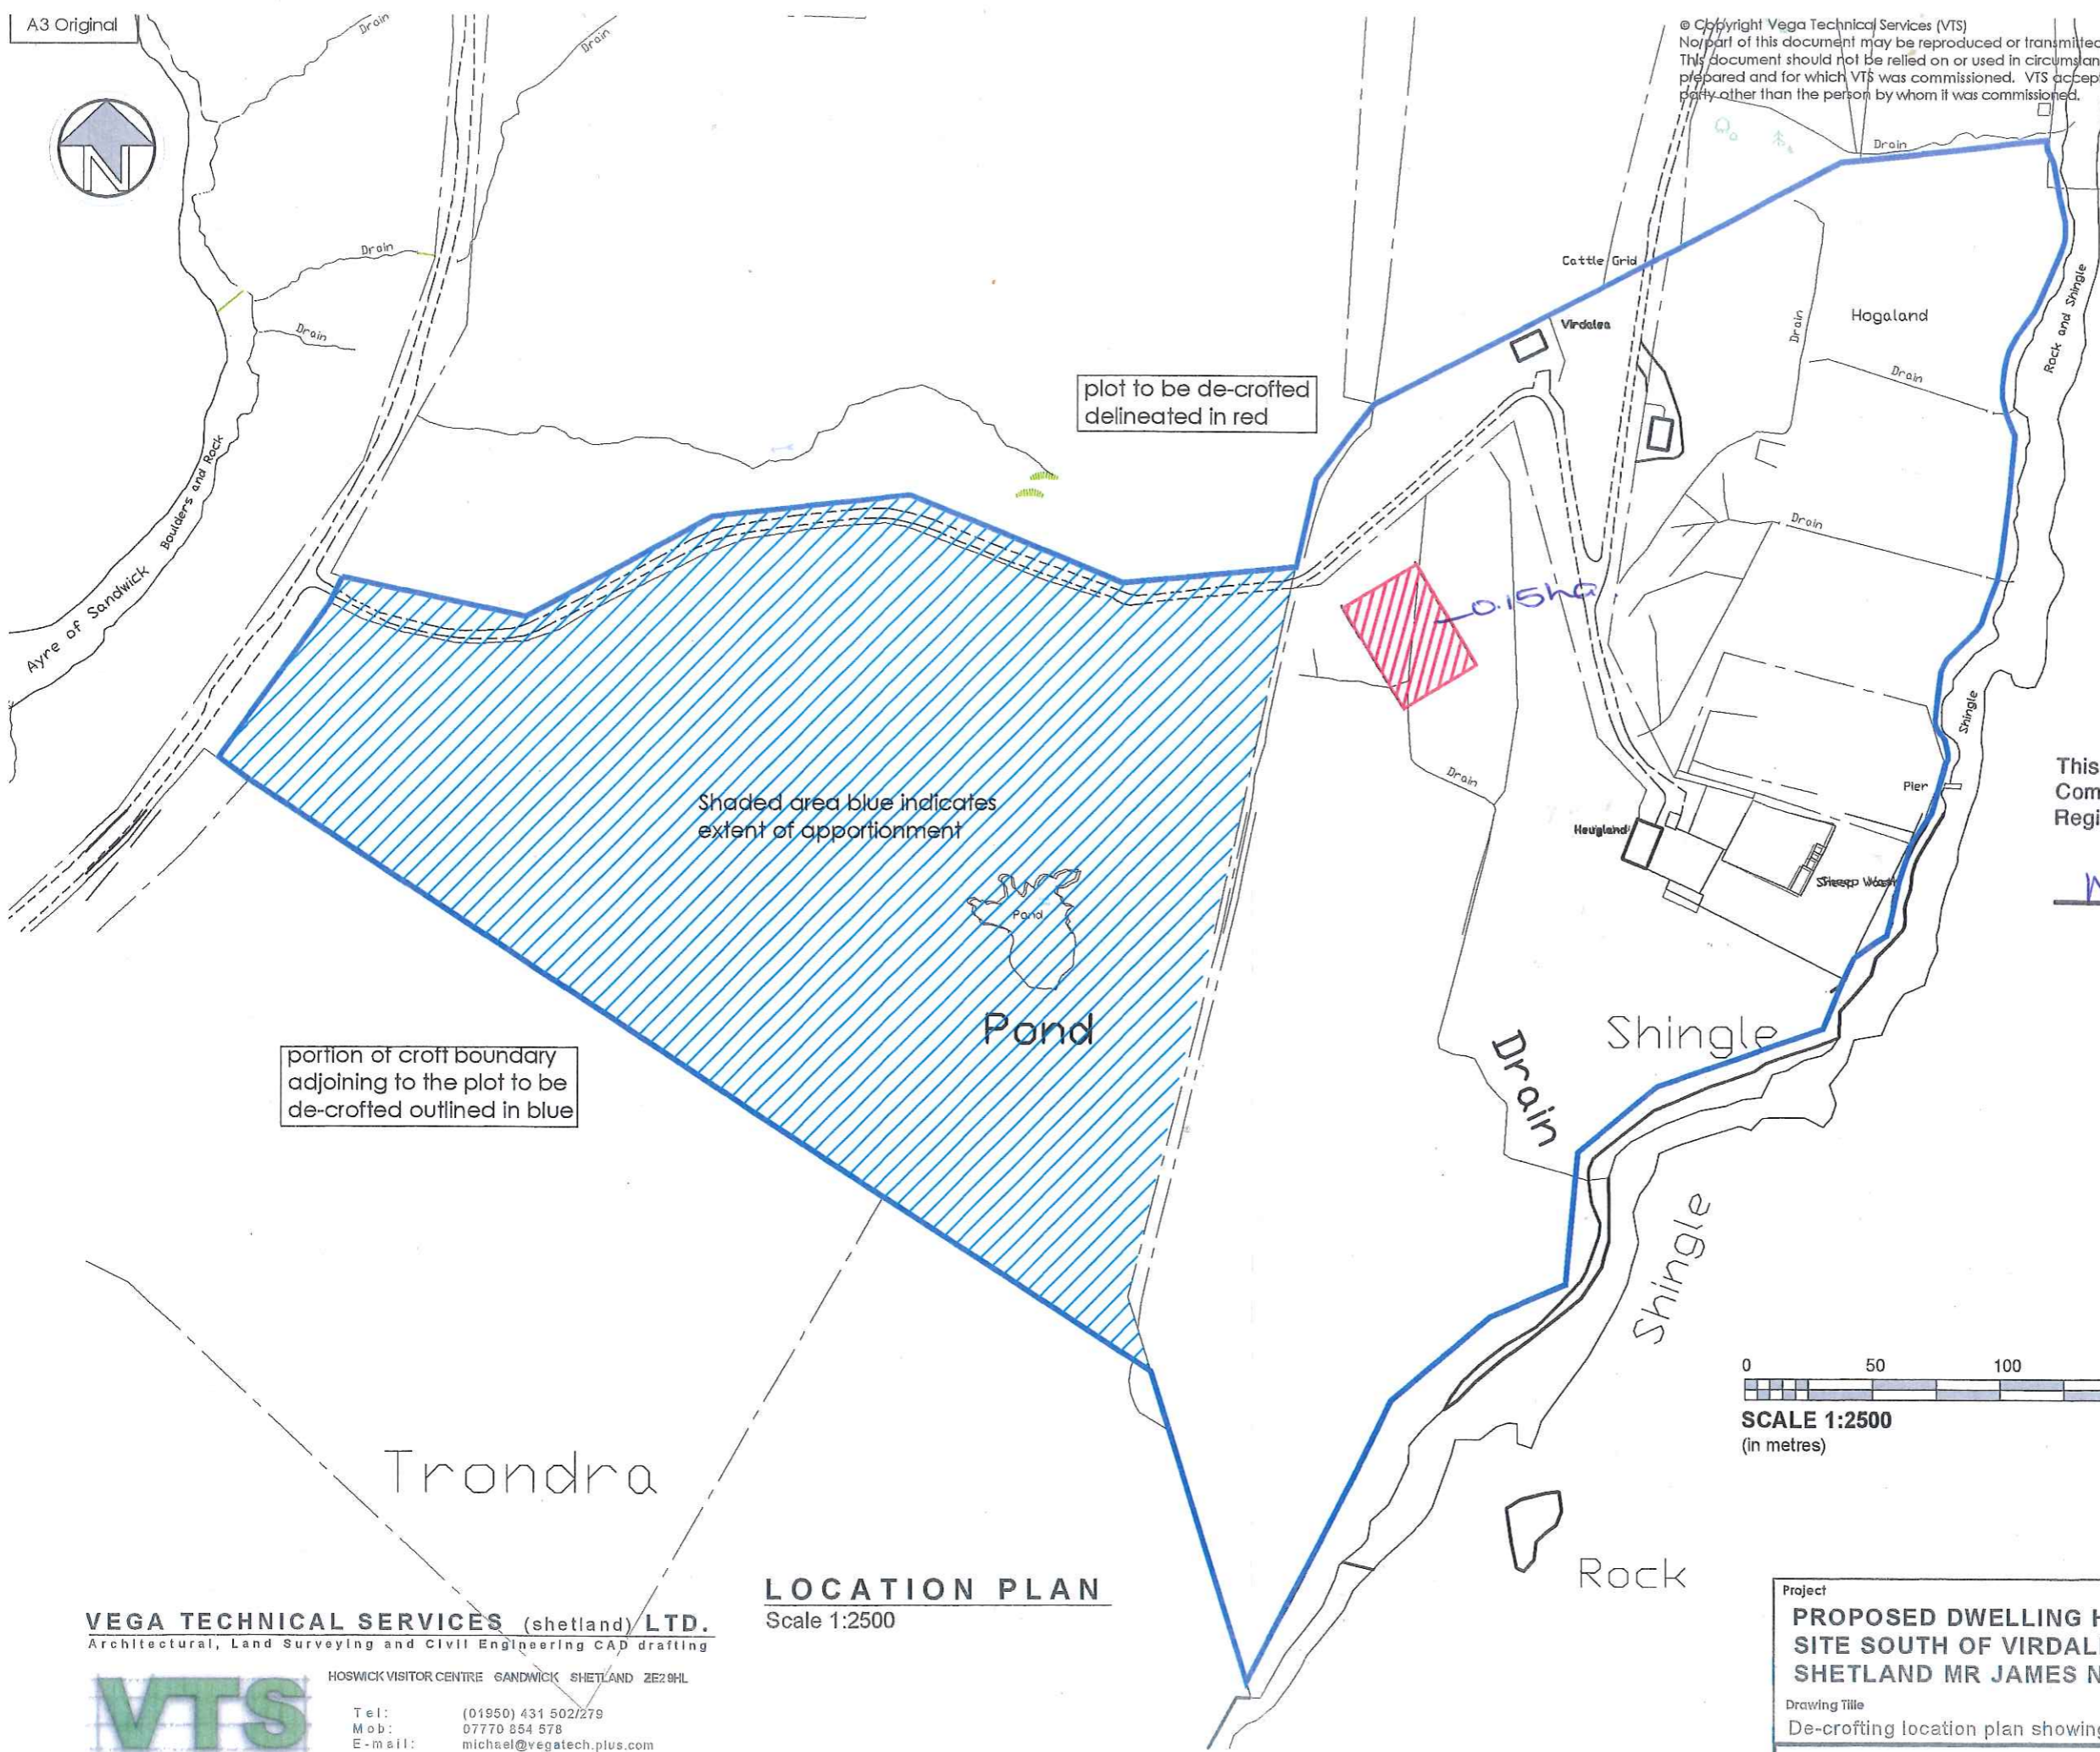 A3 Original
© Copyright Vega Technical Services (VTS)
No part of this document may be reproduced or transmitted
This document should not be relied on or used in circumstan
prepared and for which VTS was commissioned. VTS accep
party other than the person by whom it was commissioned.
N
Drain
Drain
Drain
Drain
Drain
Cattle Grid
Virdalea
Hogaland
Drain
Drain
Rock and Shingle
plot to be de-crofted
delineated in red
Boulders and Rock
Ayre of Sandwick
Drain
0.15ha
Shingle
Pier
This
Com
Regi
Shaded area blue indicates
extent of apportionment
Drain
Heugland
Sheep Wash
Pond
Pond
Drain
Shingle
portion of croft boundary
adjoining to the plot to be
de-crofted outlined in blue
Shingle
0 50 100
SCALE 1:2500
(in metres)
Trondra
Rock
LOCATION PLAN
Scale 1:2500
VEGA TECHNICAL SERVICES (shetland) LTD.
Architectural, Land Surveying and Civil Engineering CAD drafting
VTS
HOSWICK VISITOR CENTRE SANDWICK SHETLAND ZE2 9HL
Tel: (01950) 431 502/279
Mob: 07770 854 578
E-mail: michael@vegatech.plus.com
Project
PROPOSED DWELLING H
SITE SOUTH OF VIRDAL
SHETLAND MR JAMES N
Drawing Title
De-crofting location plan showing